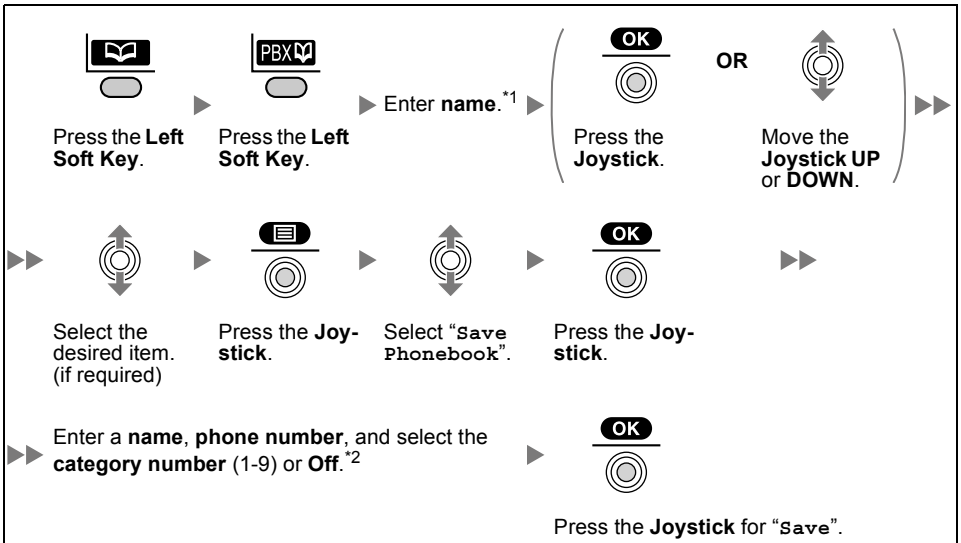 PBX
OK
OR
OK
Enter name.*1
Press the Left
Soft Key.
Press the Left
Soft Key.
Press the
Joystick.
Move the
Joystick UP
or DOWN.
OK
Select the
desired item.
(if required)
Press the Joy-
stick.
Select “Save
Phonebook”.
Press the Joy-
stick.
Enter a name, phone number, and select the
category number (1-9) or Off.*2
OK
Press the Joystick for “Save”.